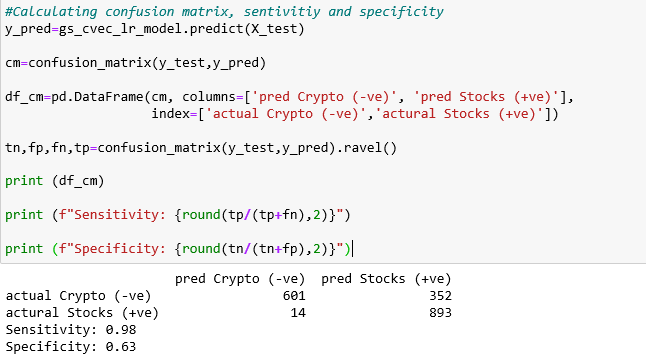 #Calculating confusion matrix, sentivitiy and specificity
y_pred=gs_cvec_lr_model.predict(X_test)
cm=confusion_matrix(y_test,y_pred)
df_cm=pd.DataFrame(cm, columns=['pred Crypto (-ve)', 'pred Stocks (+ve)'],
index=['actual Crypto (-ve)','actural Stocks (+ve)'])
tn,fp,fn,tp=confusion_matrix(y_test,y_pred).ravel()
print (df_cm)
print (f"Sensitivity: {round(tp/(tp+fn),2)}")
print (f"Specificity: {round(tn/(tn+fp),2)}")
pred Crypto (-ve) pred Stocks (+ve)
actual Crypto (-ve) 601 352
actural Stocks (+ve) 14 893
Sensitivity: 0.98
Specificity: 0.63